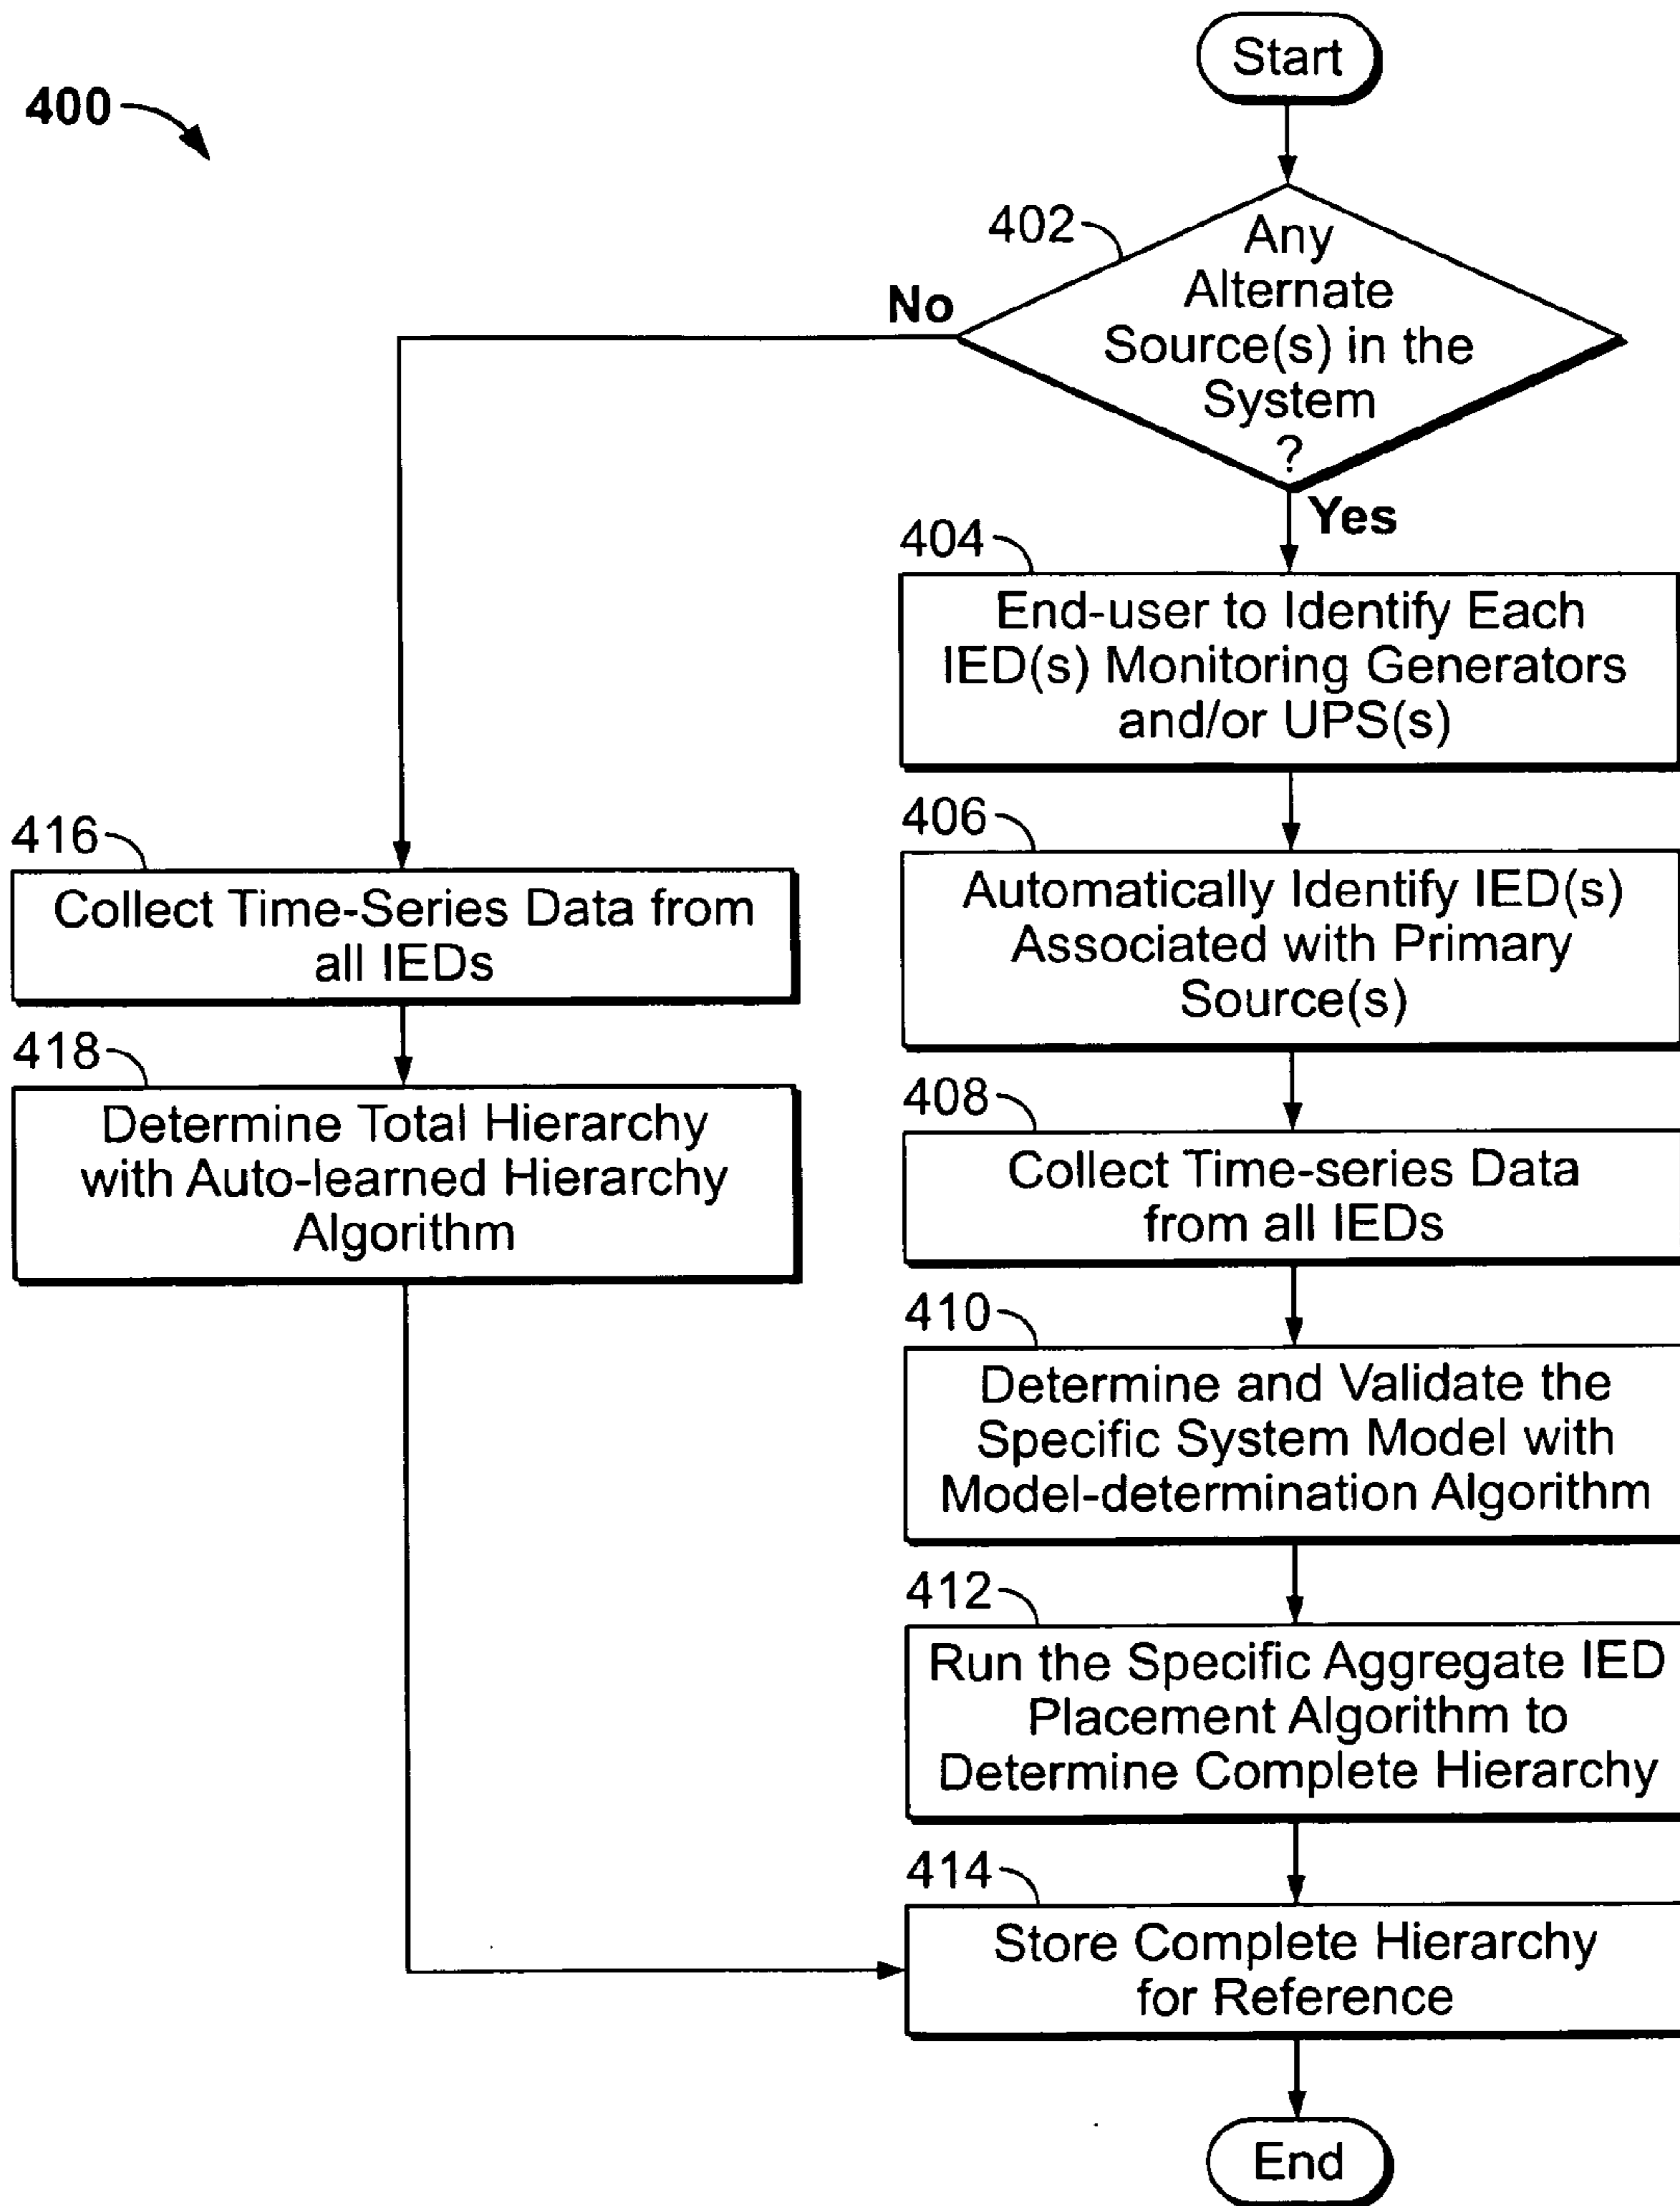 400
Start
402
Any
Alternate
Source(s) in the
System
?
No
Yes
404
End-user to Identify Each
IED(s) Monitoring Generators
and/or UPS(s)
406
Automatically Identify IED(s)
Associated with Primary
Source(s)
416
Collect Time-Series Data from
all IEDs
418
Determine Total Hierarchy
with Auto-learned Hierarchy
Algorithm
408
Collect Time-series Data
from all IEDs
410
Determine and Validate the
Specific System Model with
Model-determination Algorithm
412
Run the Specific Aggregate IED
Placement Algorithm to
Determine Complete Hierarchy
414
Store Complete Hierarchy
for Reference
End